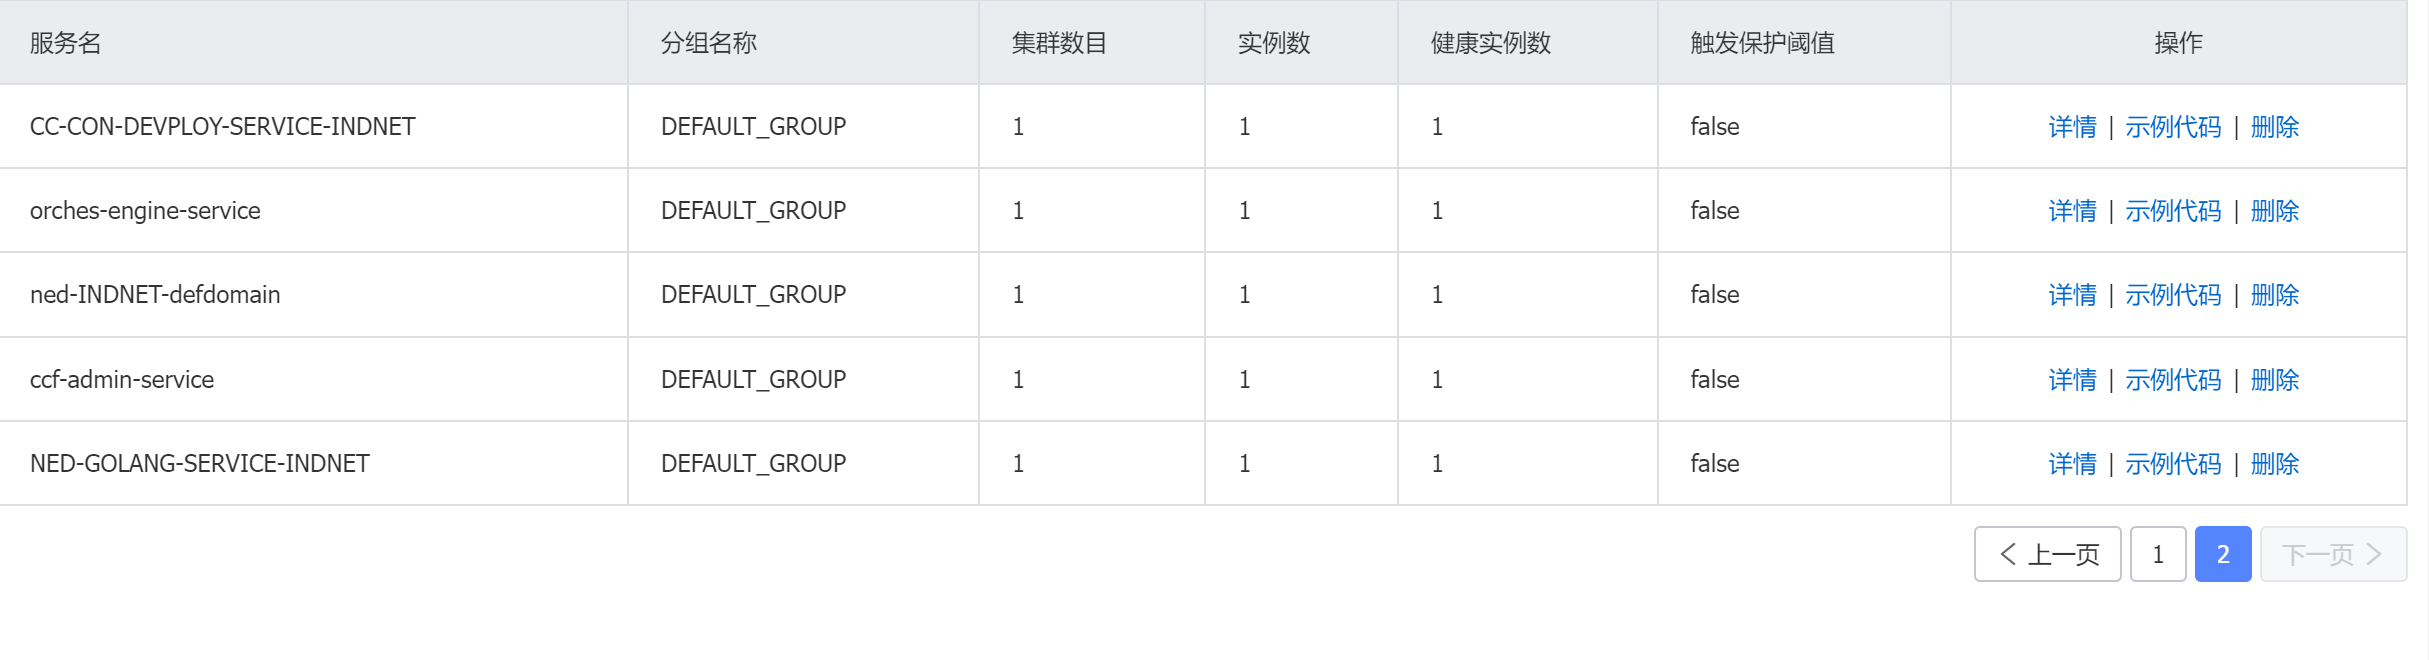 服务名 分组名称 集群数目 实例数 健康实例数 触发保护阈值 操作
CC-CON-DEVPLOY-SERVICE-INDNET DEFAULT_GROUP 1 1 1 false 详情 | 示例代码 | 删除
orches-engine-service DEFAULT_GROUP 1 1 1 false 详情 | 示例代码 | 删除
ned-INDNET-defdomain DEFAULT_GROUP 1 1 1 false 详情 | 示例代码 | 删除
ccf-admin-service DEFAULT_GROUP 1 1 1 false 详情 | 示例代码 | 删除
NED-GOLANG-SERVICE-INDNET DEFAULT_GROUP 1 1 1 false 详情 | 示例代码 | 删除
上一页 1 2 下一页